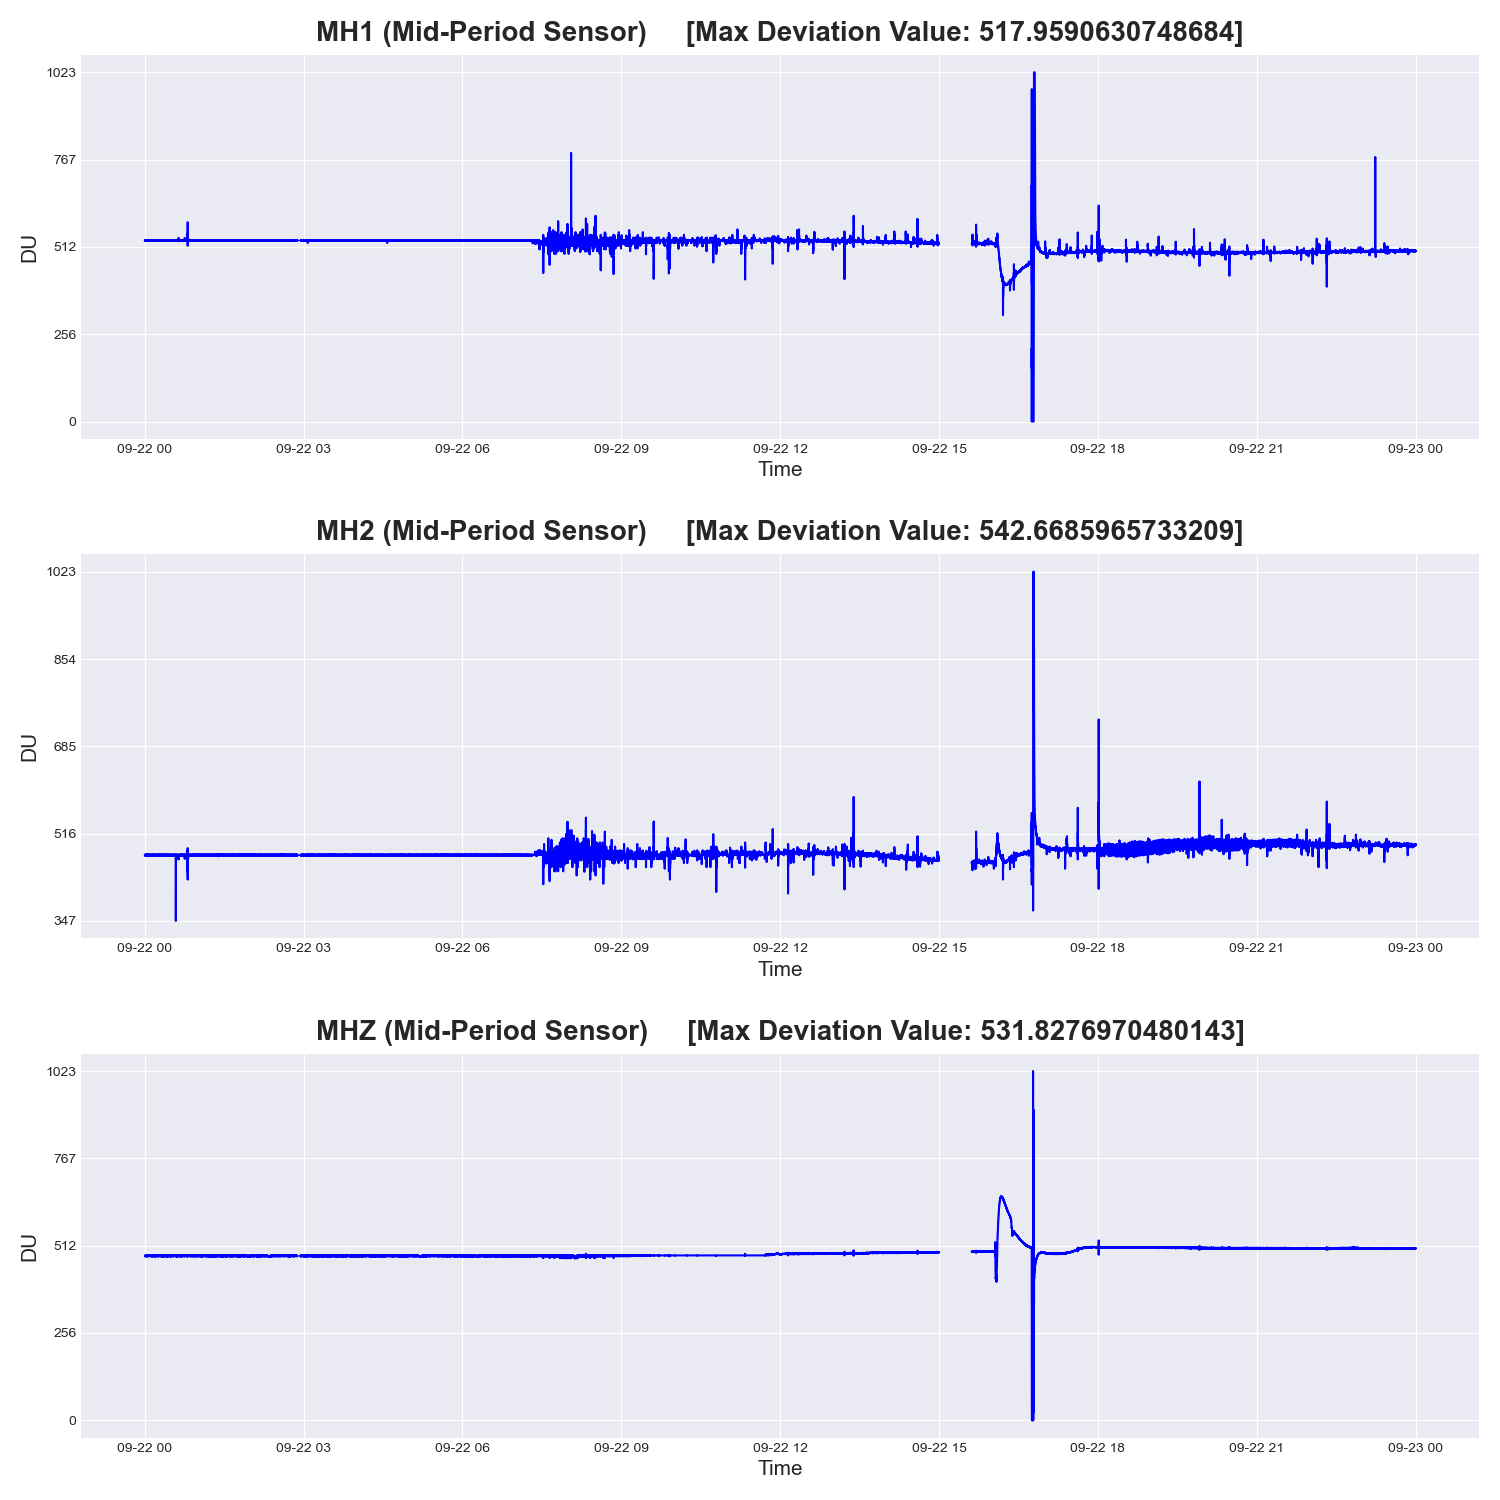 MH1 (Mid-Period Sensor) [Max Deviation Value: 517.9590630748684]
1023
767
512
256
0
DU
09-22 00 09-22 03 09-22 06 09-22 09 09-22 12 09-22 15 09-22 18 09-22 21 09-23 00
Time
MH2 (Mid-Period Sensor) [Max Deviation Value: 542.6685965733209]
1023
854
685
516
347
DU
09-22 00 09-22 03 09-22 06 09-22 09 09-22 12 09-22 15 09-22 18 09-22 21 09-23 00
Time
MHZ (Mid-Period Sensor) [Max Deviation Value: 531.8276970480143]
1023
767
512
256
0
DU
09-22 00 09-22 03 09-22 06 09-22 09 09-22 12 09-22 15 09-22 18 09-22 21 09-23 00
Time